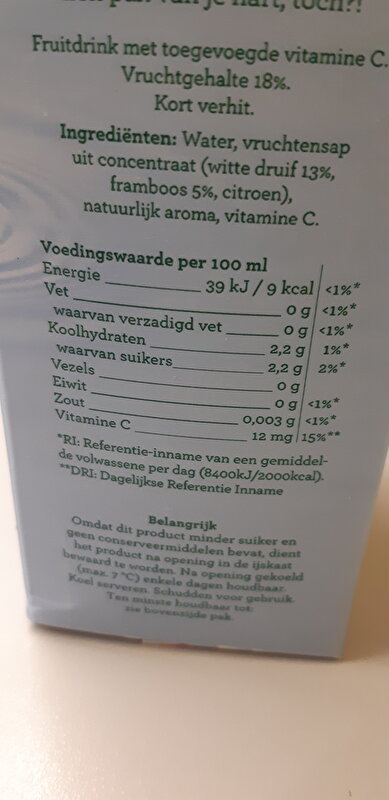 van je hart, toch?!
Fruitdrink met toegevoegde vitamine C.
Vruchtgehalte 18%.
Kort verhit.
Ingrediënten: Water, vruchtensap
uit concentraat (witte druif 13%,
framboos 5%, citroen),
natuurlijk aroma, vitamine C.
Voedingswaarde per 100 ml
Energie 39 kJ / 9 kcal <1%*
Vet 0 g <1%*
waarvan verzadigd vet 0 g <1%*
Koolhydraten 2,2 g 1%*
waarvan suikers 2,2 g 2%*
Vezels 0 g
Eiwit 0 g <1%*
Zout 0,003 g <1%*
Vitamine C 12 mg 15%**
*RI: Referentie-inname van een gemiddel-
de volwassene per dag (8400kJ/2000kcal).
**DRI: Dagelijkse Referentie Inname
Belangrijk
Omdat dit product minder suiker en
geen conserveermiddelen bevat, dient
het product na opening in de ijskast
bewaard te worden. Na opening gekoeld
(max. 7 °C) enkele dagen houdbaar.
Koel serveren. Schudden voor gebruik.
Ten minste houdbaar tot:
zie bovenzijde pak.